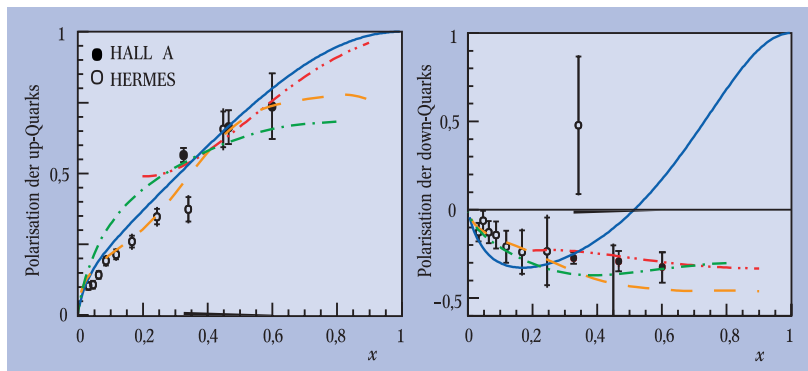 Polarisation der up-Quarks
1
0,5
0
HALL A
HERMES
0 0,2 0,4 0,6 0,8 1
x
Polarisation der down-Quarks
1
0,5
0
−0,5
0 0,2 0,4 0,6 0,8 1
x